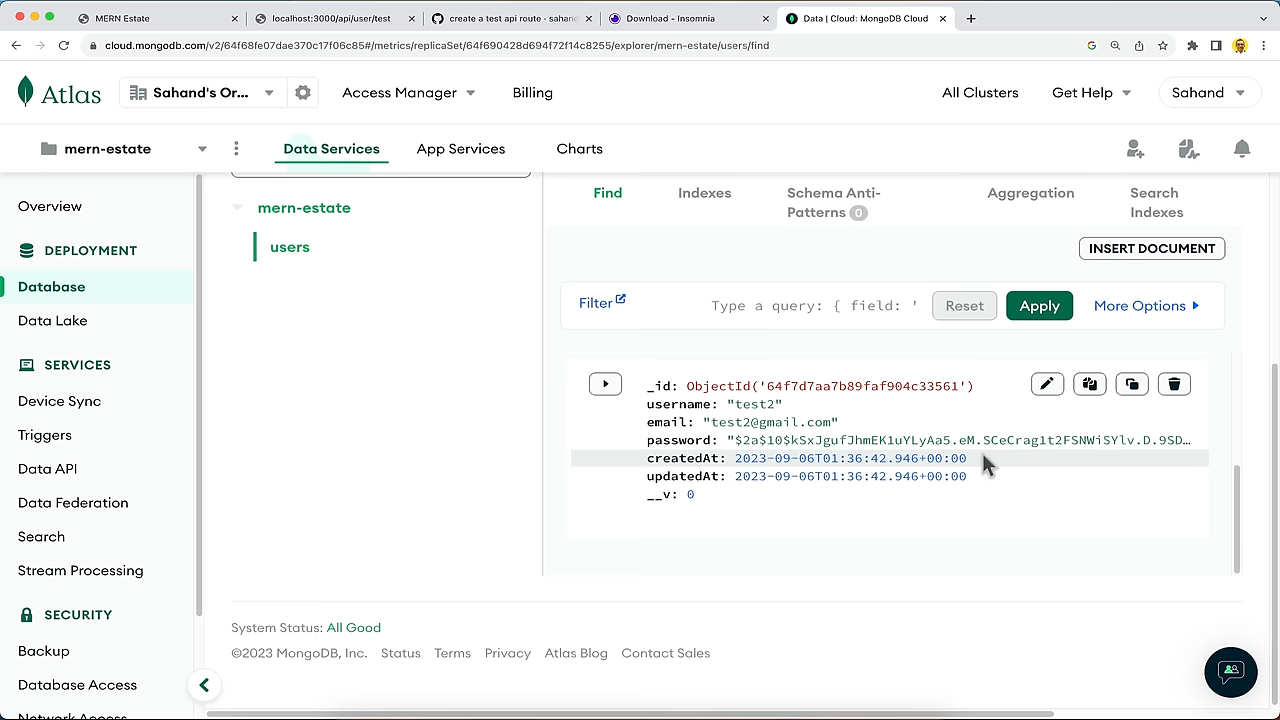 MERN Estate
localhost:3000/api/user/test
create a test api route · sahan
Download - Insomnia
Data | Cloud: MongoDB Cloud
cloud.mongodb.com/v2/64f68fe07dae370c17f06c85#/metrics/replicaSet/64f690428d694f72f14c8255/explorer/mern-estate/users/find
Atlas
Sahand's Or...
Access Manager
Billing
All Clusters
Get Help
Sahand
mern-estate
Data Services
App Services
Charts
Overview
DEPLOYMENT
Database
Data Lake
SERVICES
Device Sync
Triggers
Data API
Data Federation
Search
Stream Processing
SECURITY
Backup
Database Access
Network Access
mern-estate
users
Find
Indexes
Schema Anti-
Patterns 0
Aggregation
Search
Indexes
INSERT DOCUMENT
Filter
Type a query: { field: '
Reset
Apply
More Options
_id: ObjectId('64f7d7aa7b89faf904c33561')
username: "test2"
email: "test2@gmail.com"
password: "$2a$10$kSxJgufJhmEK1uYLyAa5.eM.SCeCrag1t2FSNWiSYlv.D.9SD…
createdAt: 2023-09-06T01:36:42.946+00:00
updatedAt: 2023-09-06T01:36:42.946+00:00
__v: 0
System Status: All Good
©2023 MongoDB, Inc.
Status
Terms
Privacy
Atlas Blog
Contact Sales